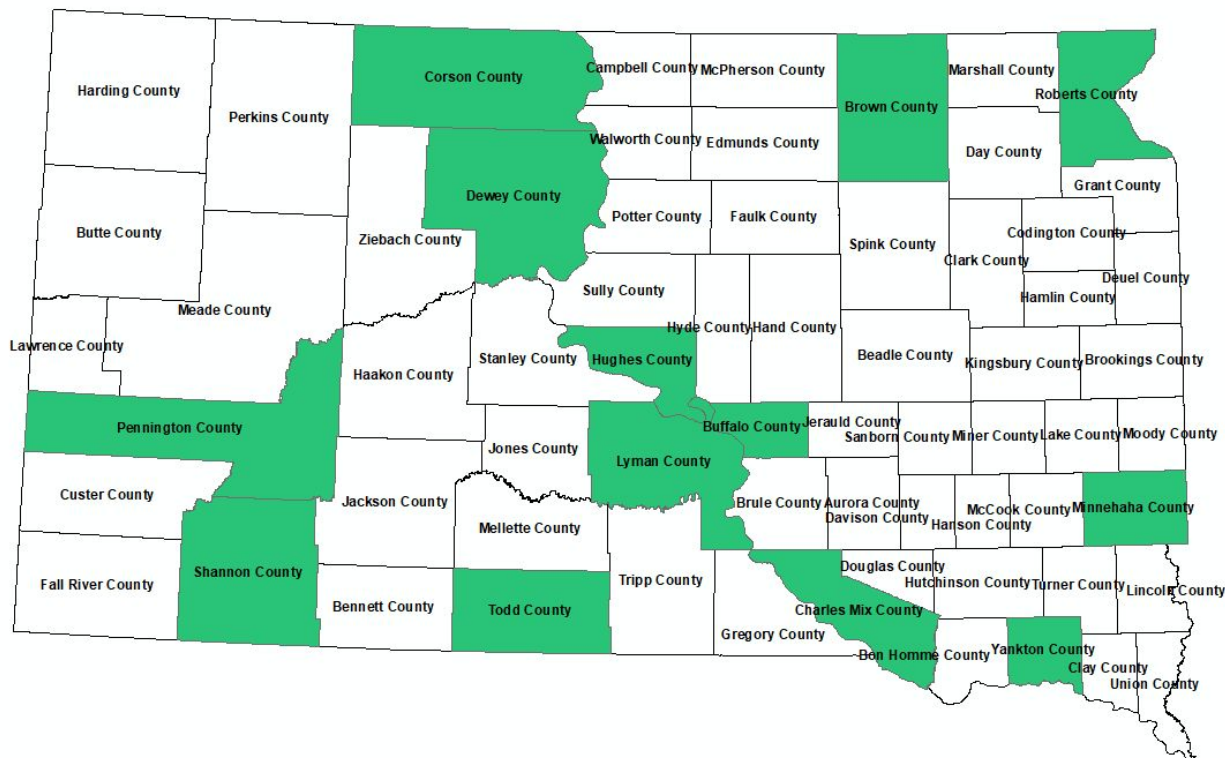 Harding County
Perkins County
Corson County
Campbell County
McPherson County
Brown County
Marshall County
Roberts County
Walworth County
Edmunds County
Day County
Dewey County
Grant County
Butte County
Ziebach County
Potter County
Faulk County
Spink County
Codington County
Clark County
Deuel County
Meade County
Sully County
Hamlin County
Lawrence County
Haakon County
Stanley County
Hughes County
Hyde County
Hand County
Beadle County
Kingsbury County
Brookings County
Pennington County
Jones County
Lyman County
Buffalo County
Jerauld County
Sanborn County
Miner County
Lake County
Moody County
Custer County
Jackson County
Mellette County
Brule County
Aurora County
Davison County
Hanson County
McCook County
Minnehaha County
Fall River County
Shannon County
Bennett County
Todd County
Tripp County
Gregory County
Douglas County
Charles Mix County
Hutchinson County
Turner County
Lincoln County
Bon Homme County
Yankton County
Clay County
Union County